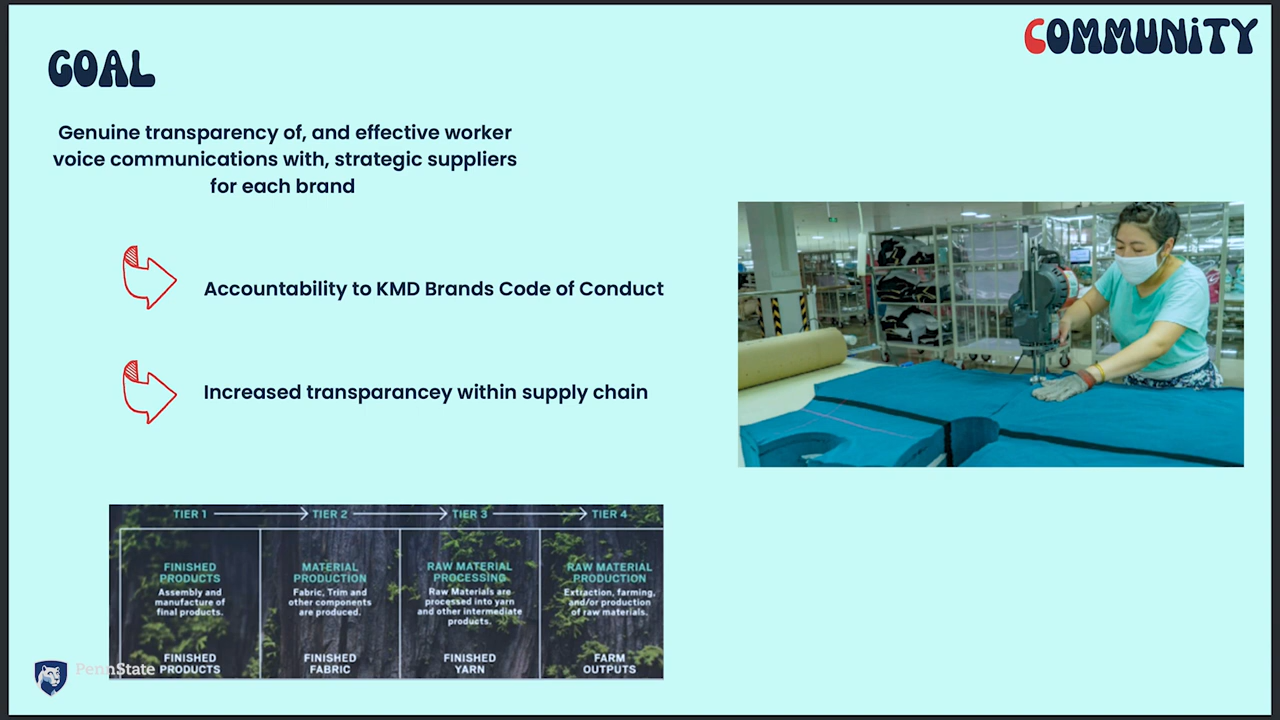 COMMUNiTY
GOAL
Genuine transparency of, and effective worker
voice communications with, strategic suppliers
for each brand
Accountability to KMD Brands Code of Conduct
Increased transparancey within supply chain
TIER 1 TIER 2 TIER 3 TIER 4
FINISHED
PRODUCTS
Assembly and
manufacture of
final products.
FINISHED
PRODUCTS
MATERIAL
PRODUCTION
Fabric, Trim and
other components
are produced.
FINISHED
FABRIC
RAW MATERIAL
PROCESSING
Raw Materials are
processed into yarn
and other intermediate
products.
FINISHED
YARN
RAW MATERIAL
PRODUCTION
Extraction, farming,
and/or production
of raw materials.
FARM
OUTPUTS
PennState